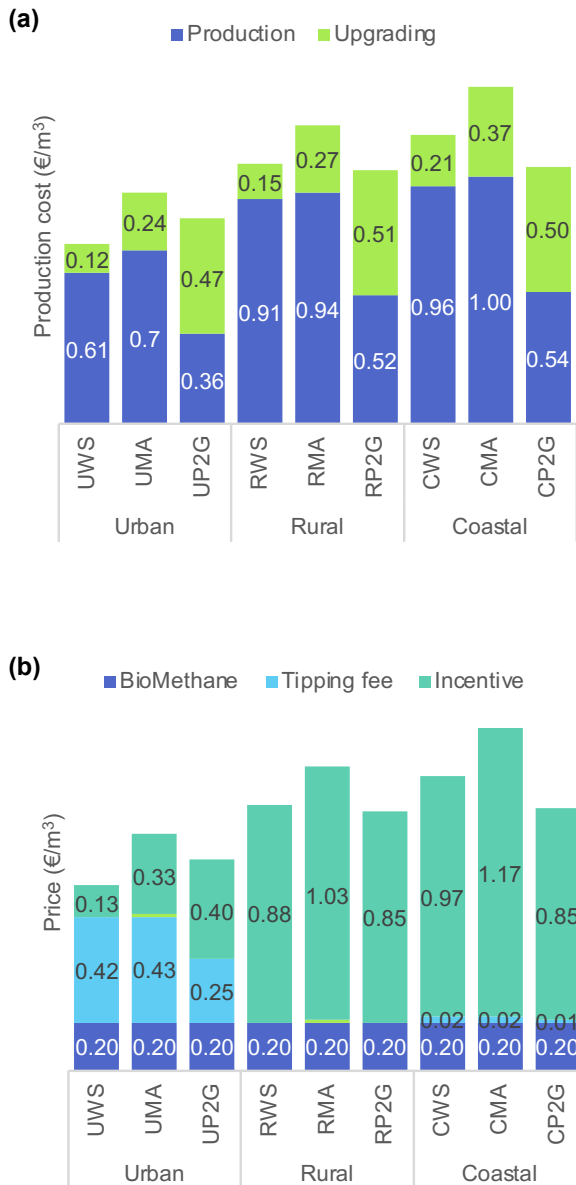 (a)
Production Upgrading
Production cost (€/m³)
0.12 0.24 0.47 0.15 0.27 0.51 0.21 0.37 0.50
0.61 0.7 0.36 0.91 0.94 0.52 0.96 1.00 0.54
UWS UMA UP2G RWS RMA RP2G CWS CMA CP2G
Urban Rural Coastal
(b)
BioMethane Tipping fee Incentive
Price (€/m³)
0.13 0.33 0.40 0.88 1.03 0.85 0.97 1.17 0.85
0.42 0.43 0.25 0.02 0.02 0.01
0.20 0.20 0.20 0.20 0.20 0.20 0.20 0.20 0.20
UWS UMA UP2G RWS RMA RP2G CWS CMA CP2G
Urban Rural Coastal